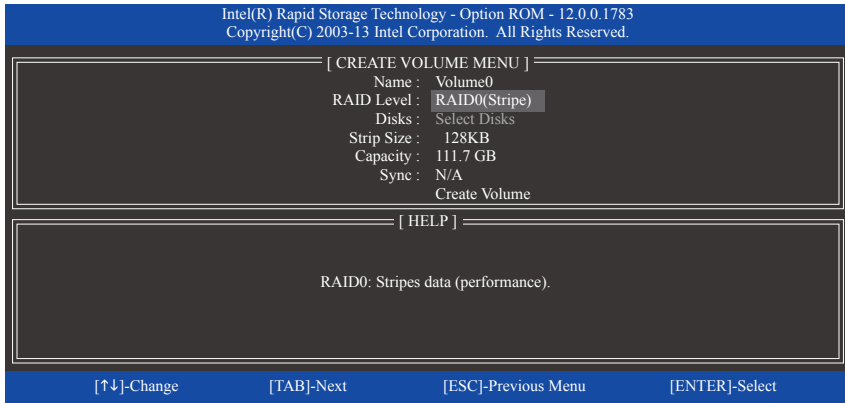 Intel(R) Rapid Storage Technology - Option ROM - 12.0.0.1783
Copyright(C) 2003-13 Intel Corporation. All Rights Reserved.
[ CREATE VOLUME MENU ]
Name : Volume0
RAID Level : RAID0(Stripe)
Disks : Select Disks
Strip Size : 128KB
Capacity : 111.7 GB
Sync : N/A
Create Volume
[ HELP ]
RAID0: Stripes data (performance).
[↑↓]-Change [TAB]-Next [ESC]-Previous Menu [ENTER]-Select